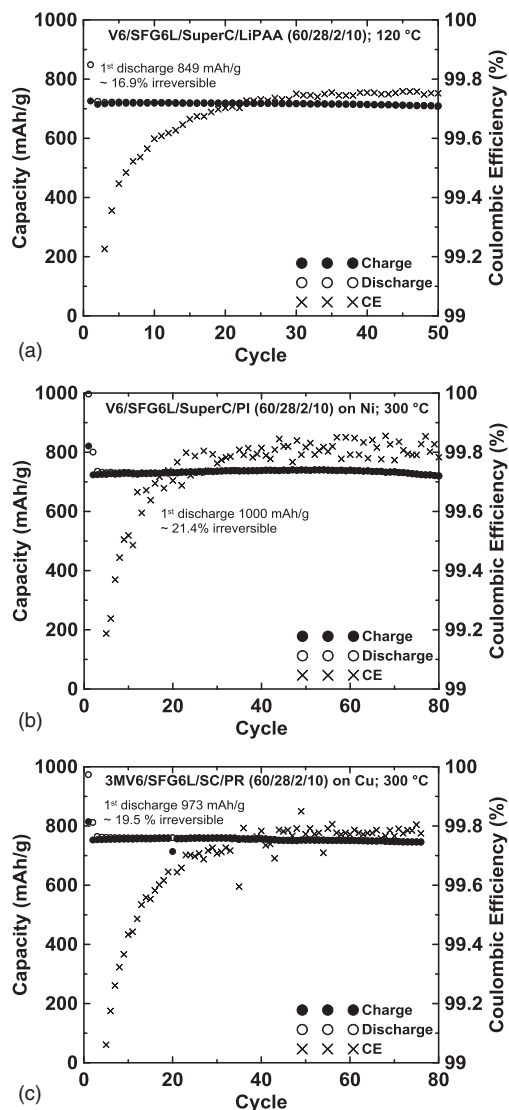 V6/SFG6L/SuperC/LiPAA (60/28/2/10); 120 °C
1st discharge 849 mAh/g
~ 16.9% irreversible
1000
800
600
400
200
0
Capacity (mAh/g)
100
99.8
99.6
99.4
99.2
99
Coulombic Efficiency (%)
Charge
Discharge
CE
0 10 20 30 40 50
Cycle
(a)
V6/SFG6L/SuperC/PI (60/28/2/10) on Ni; 300 °C
1st discharge 1000 mAh/g
~ 21.4% irreversible
1000
800
600
400
200
0
Capacity (mAh/g)
100
99.8
99.6
99.4
99.2
99
Coulombic Efficiency (%)
Charge
Discharge
CE
0 20 40 60 80
Cycle
(b)
3MV6/SFG6L/SC/PR (60/28/2/10) on Cu; 300 °C
1st discharge 973 mAh/g
~ 19.5 % irreversible
1000
800
600
400
200
0
Capacity (mAh/g)
100
99.8
99.6
99.4
99.2
99
Coulombic Efficiency (%)
Charge
Discharge
CE
0 20 40 60 80
Cycle
(c)